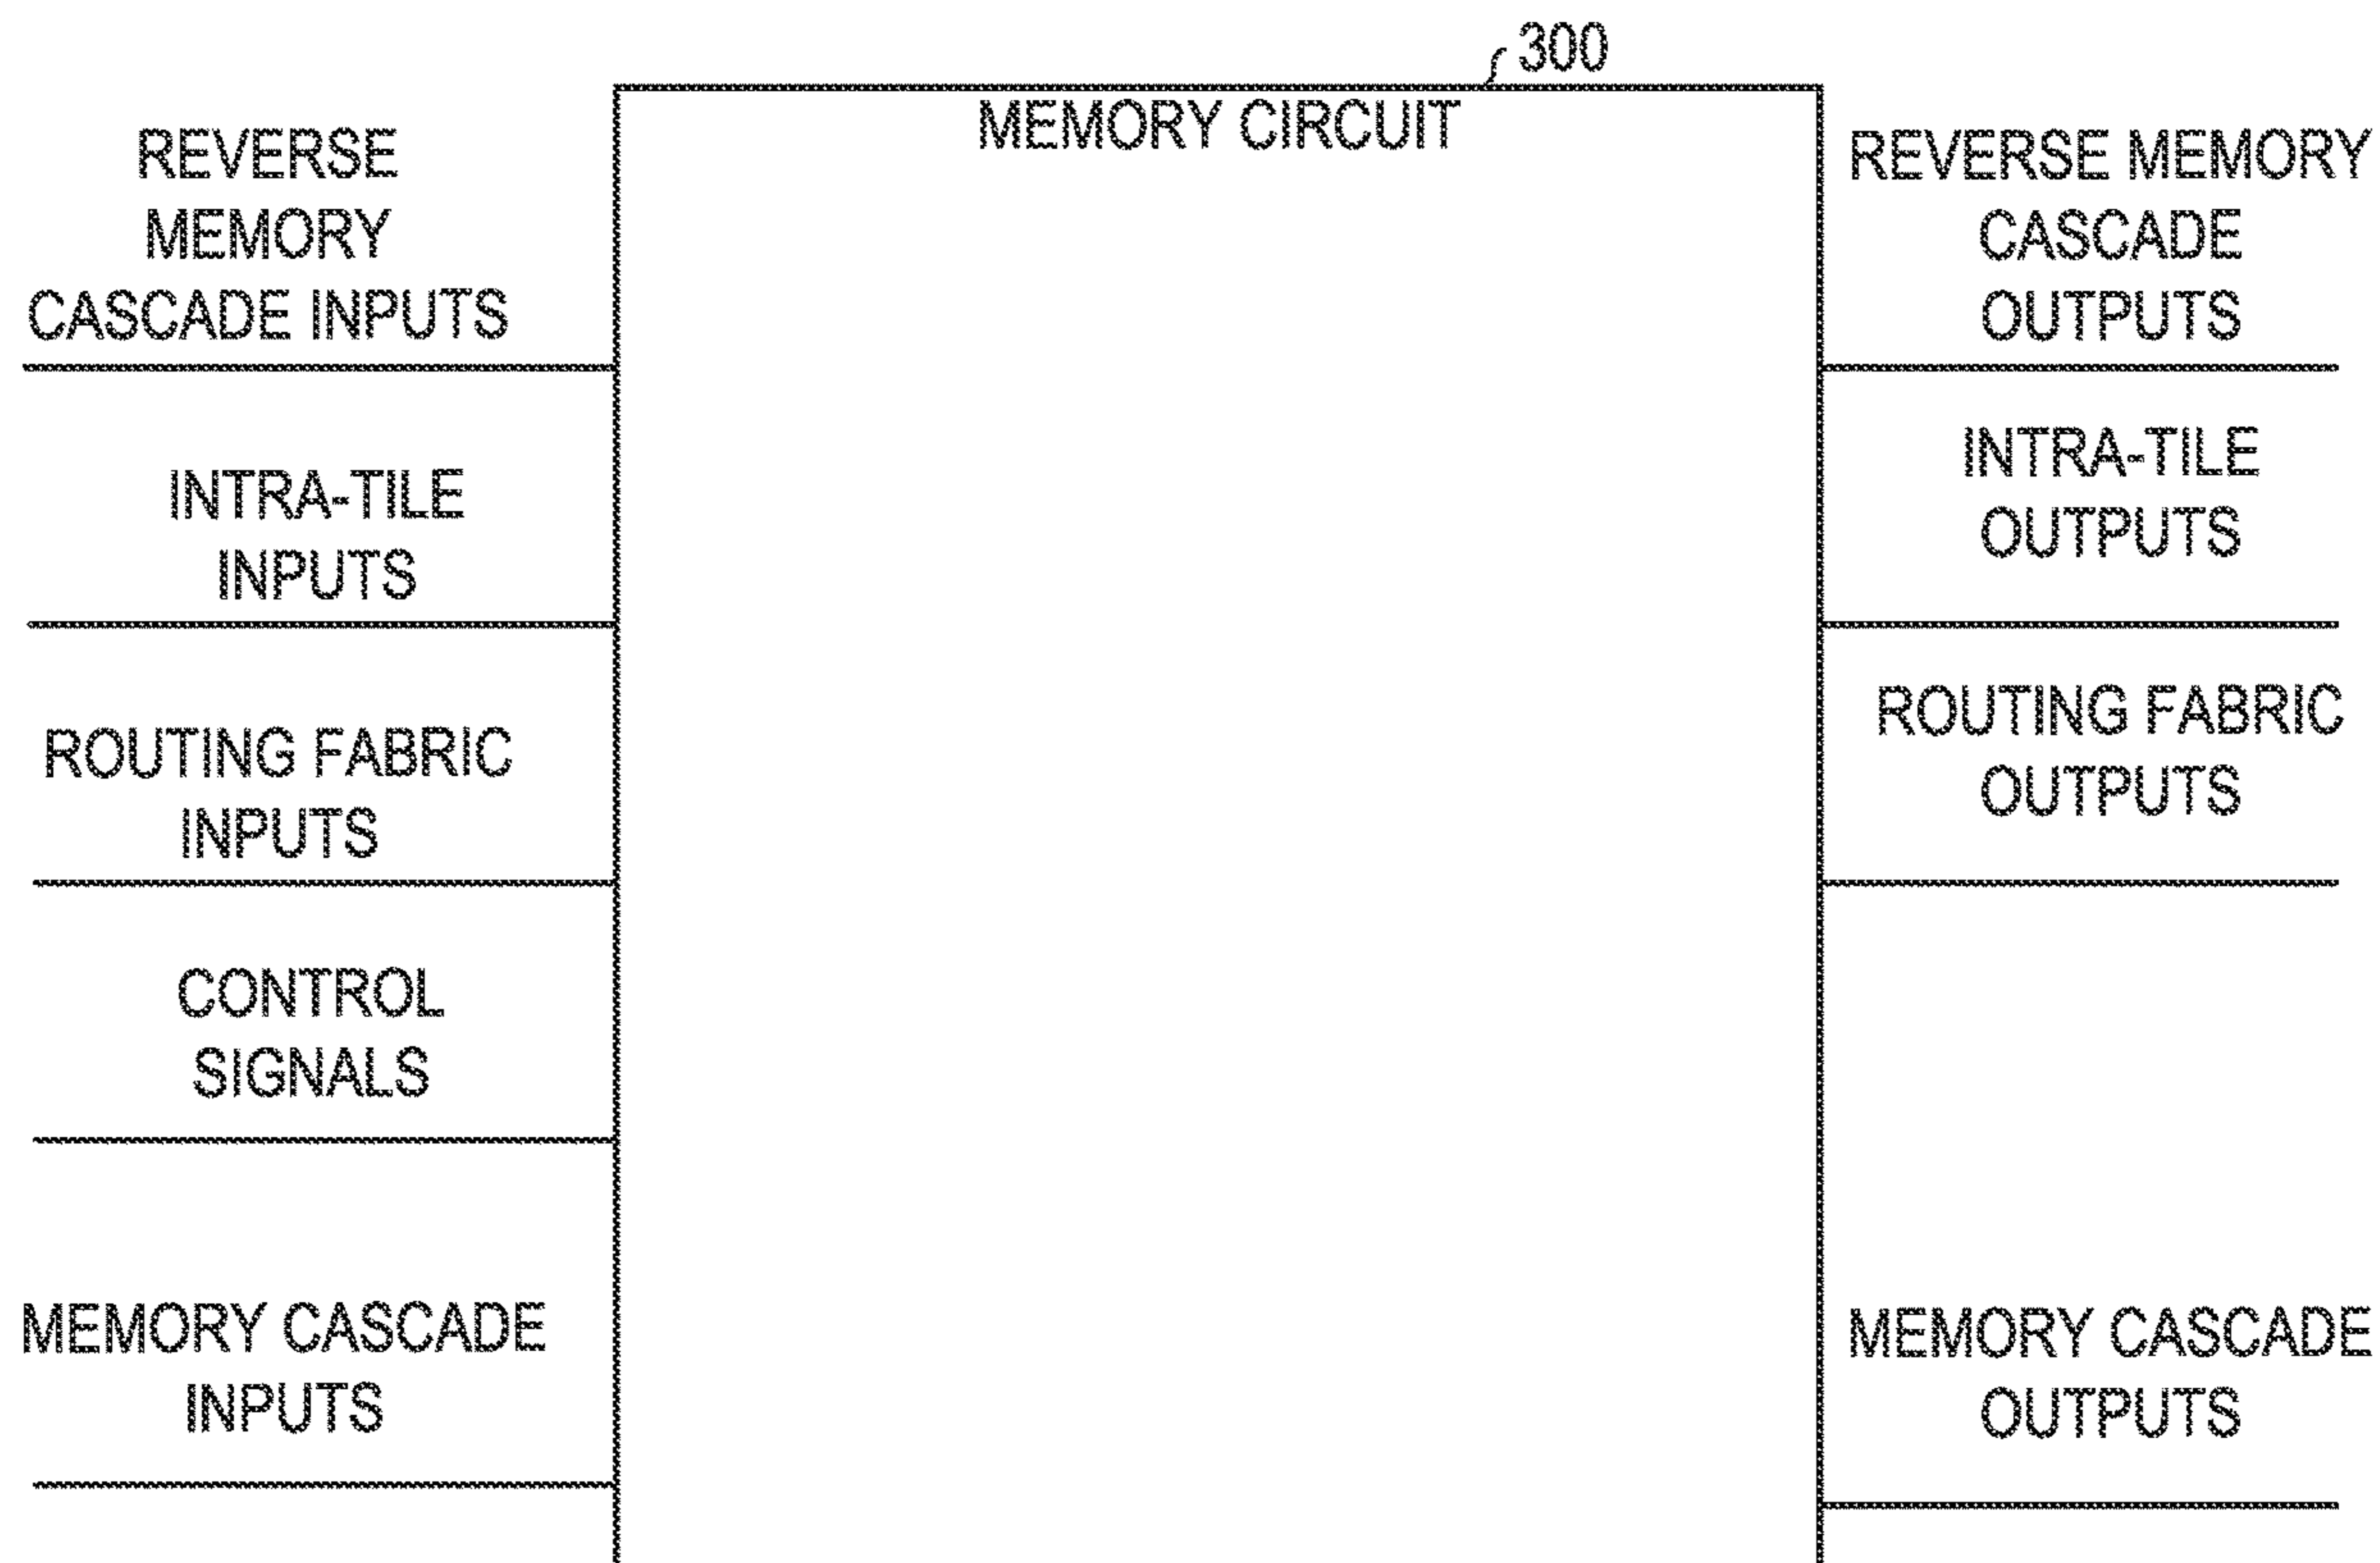 300
MEMORY CIRCUIT
REVERSE
MEMORY
CASCADE INPUTS
INTRA-TILE
INPUTS
ROUTING FABRIC
INPUTS
CONTROL
SIGNALS
MEMORY CASCADE
INPUTS
REVERSE MEMORY
CASCADE
OUTPUTS
INTRA-TILE
OUTPUTS
ROUTING FABRIC
OUTPUTS
MEMORY CASCADE
OUTPUTS